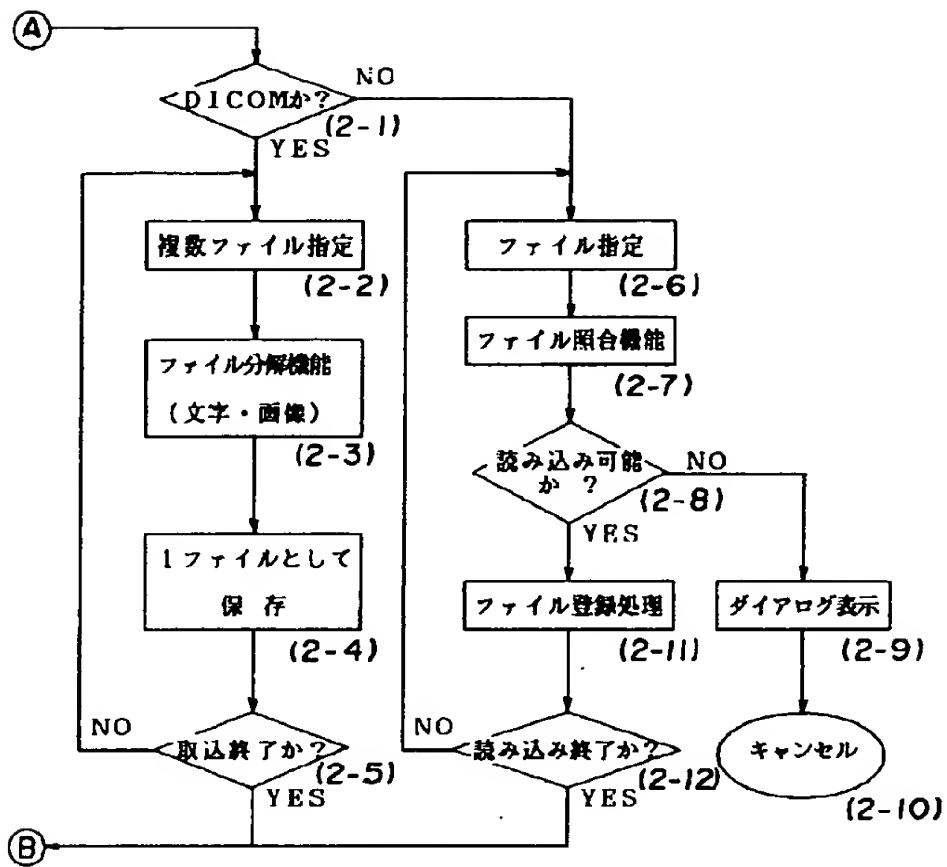 A
DICOMか?
NO
(2-1)
YES
複数ファイル指定
(2-2)
ファイル分解機能
(文字・画像)
(2-3)
1ファイルとして
保存
(2-4)
NO
取込終了か?
(2-5)
YES
ファイル指定
(2-6)
ファイル照合機能
(2-7)
読み込み可能
か ?
NO
(2-8)
YES
ファイル登録処理
(2-11)
ダイアログ表示
(2-9)
NO
読み込み終了か?
(2-12)
YES
キャンセル
(2-10)
B